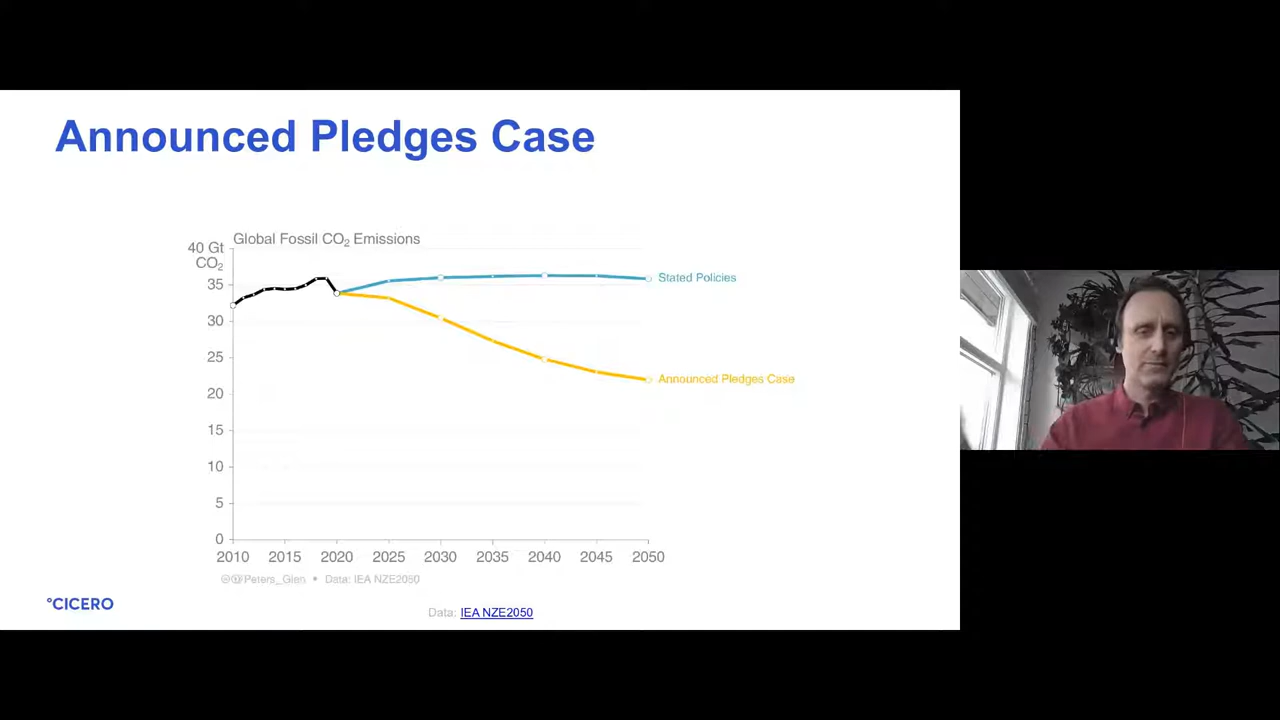 Announced Pledges Case
Global Fossil CO₂ Emissions
40 Gt
CO₂
35
30
25
20
15
10
5
0
2010 2015 2020 2025 2030 2035 2040 2045 2050
Stated Policies
Announced Pledges Case
Peters_Glen • Data: IEA NZE2050
°CICERO
Data: IEA NZE2050